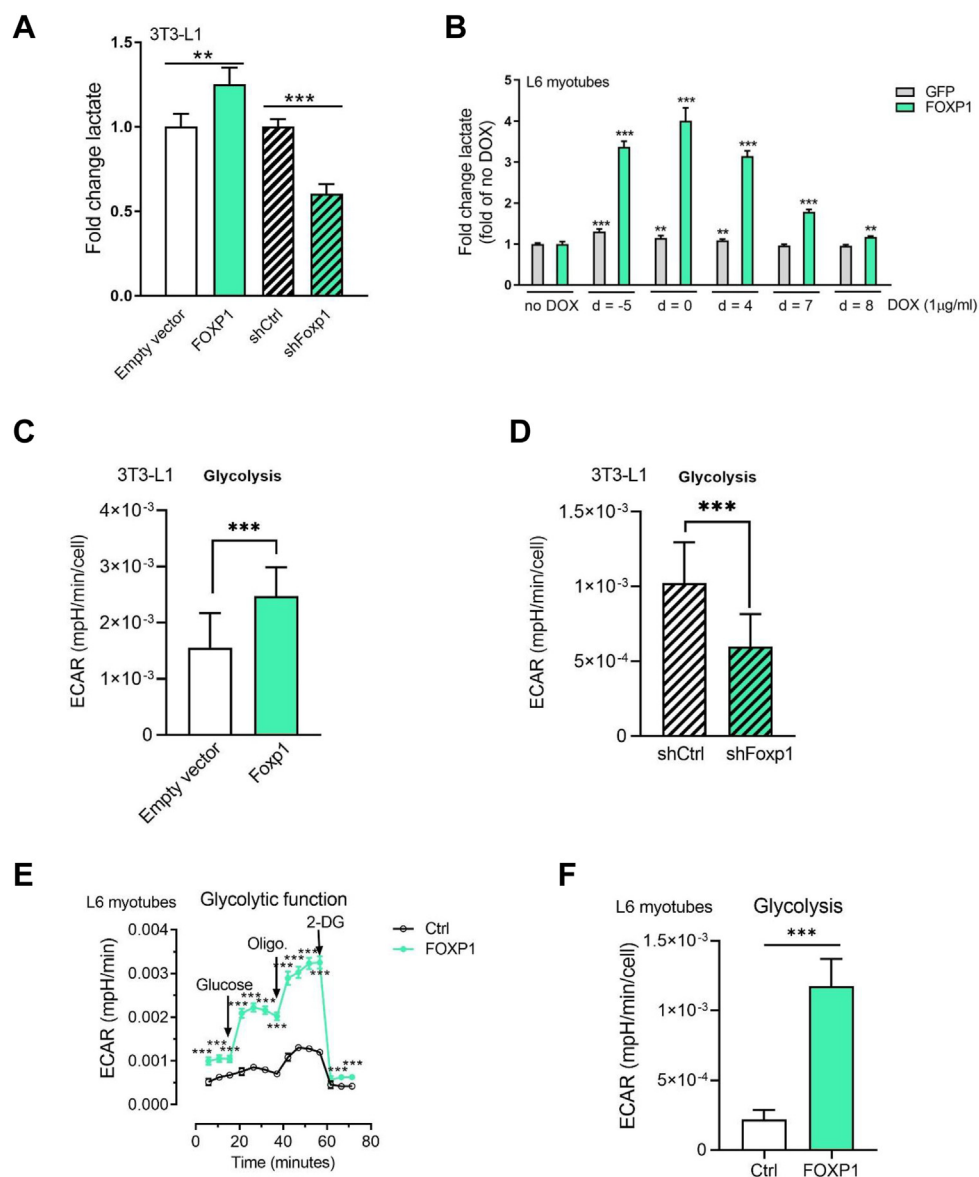 A
3T3-L1
Fold change lactate
1.5
1.0
0.5
0.0
**
***
Empty vector
FOXP1
shCtrl
shFoxp1
B
L6 myotubes
GFP
FOXP1
Fold change lactate
(fold of no DOX)
5
4
3
2
1
0
***
***
**
***
**
***
***
**
no DOX
d = -5
d = 0
d = 4
d = 7
d = 8
DOX (1µg/ml)
C
3T3-L1 Glycolysis
ECAR (mpH/min/cell)
4×10-3
3×10-3
2×10-3
1×10-3
0
***
Empty vector
Foxp1
D
3T3-L1 Glycolysis
ECAR (mpH/min/cell)
1.5×10-3
1×10-3
5×10-4
0
***
shCtrl
shFoxp1
E
L6 myotubes
Glycolytic function
2-DG
Oligo.
Glucose
Ctrl
FOXP1
ECAR (mpH/min)
0.004
0.003
0.002
0.001
0.000
***
***
***
***
***
***
***
***
***
***
***
***
***
0
20
40
60
80
Time (minutes)
F
L6 myotubes
Glycolysis
ECAR (mpH/min/cell)
1.5×10-3
1×10-3
5×10-4
0
***
Ctrl
FOXP1